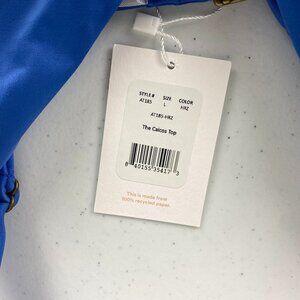 STYLE # SIZE COLOR
AT185 L HRZ
AT185-HRZ
The Caicos Top
8 40155 35417 3
This is made from
100% recycled paper.